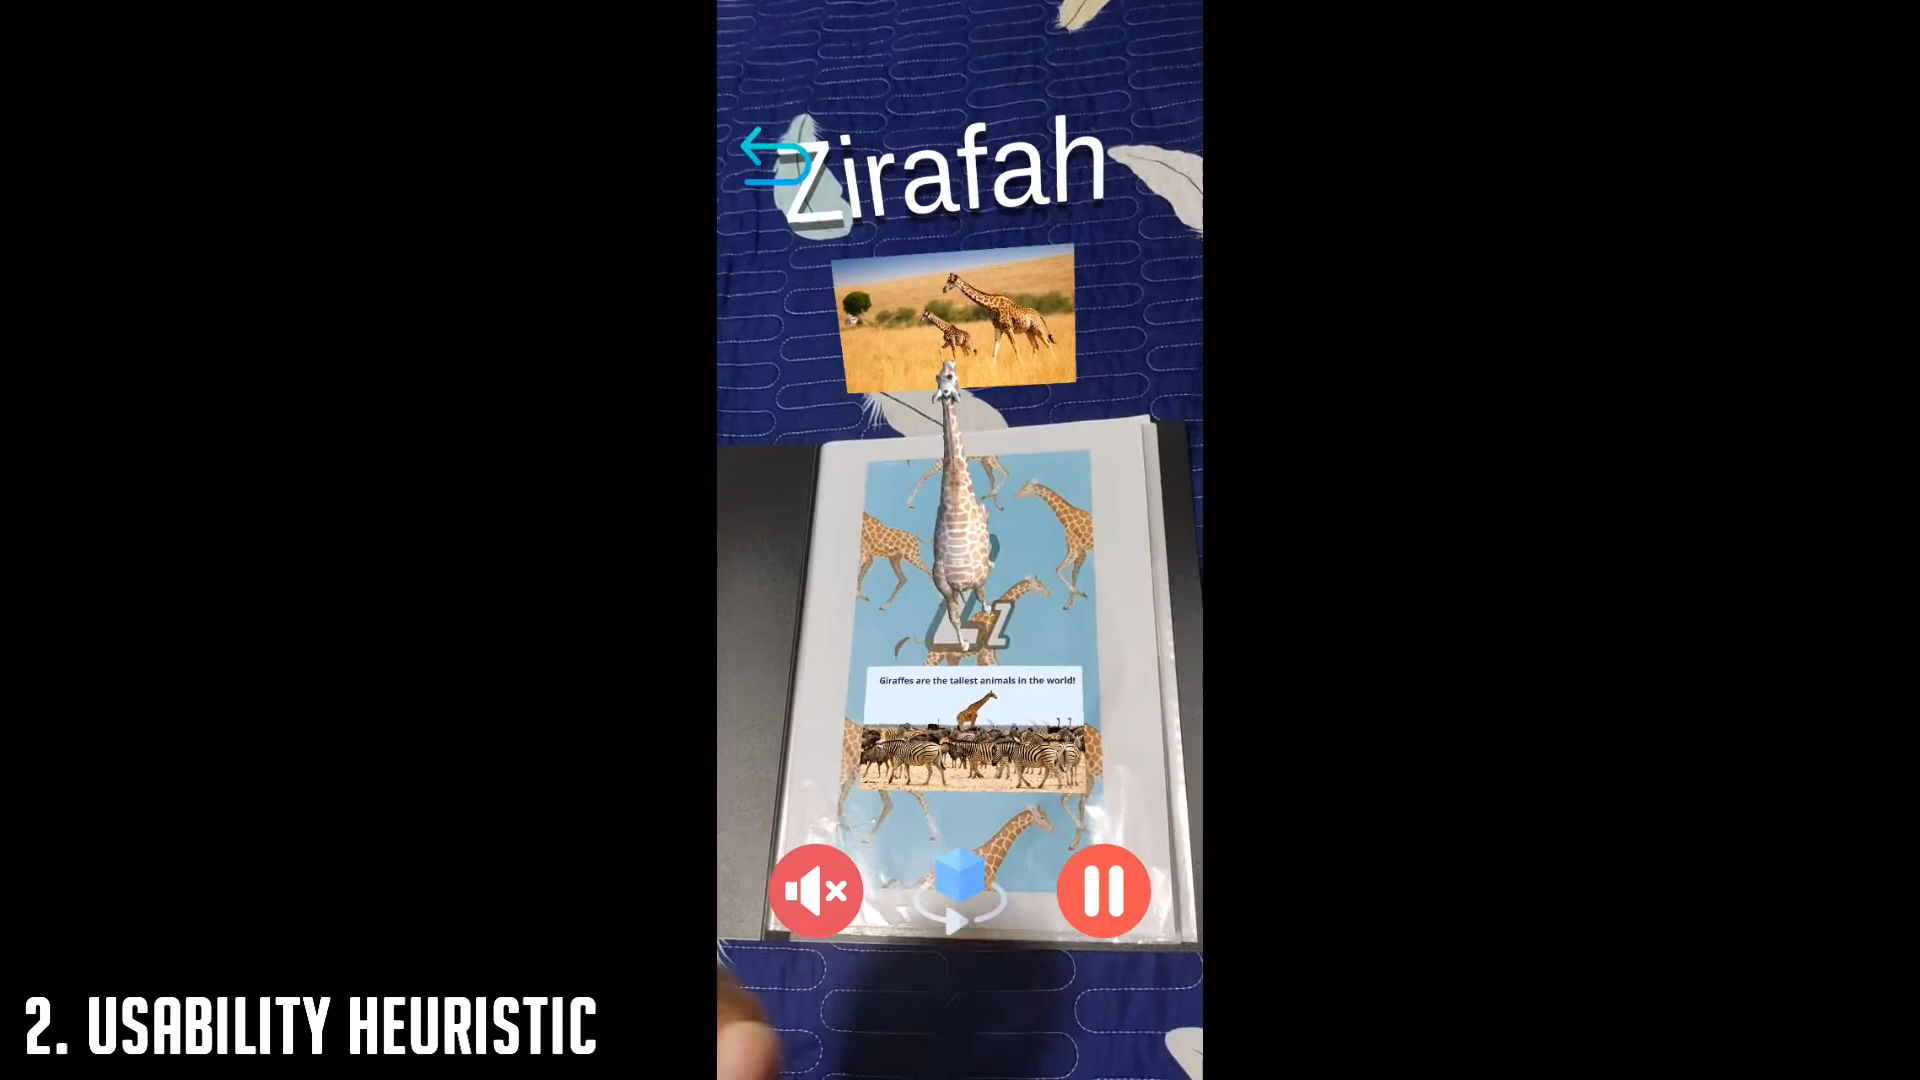 Zirafah
Zz
Giraffes are the tallest animals in the world!
2. USABILITY HEURISTIC